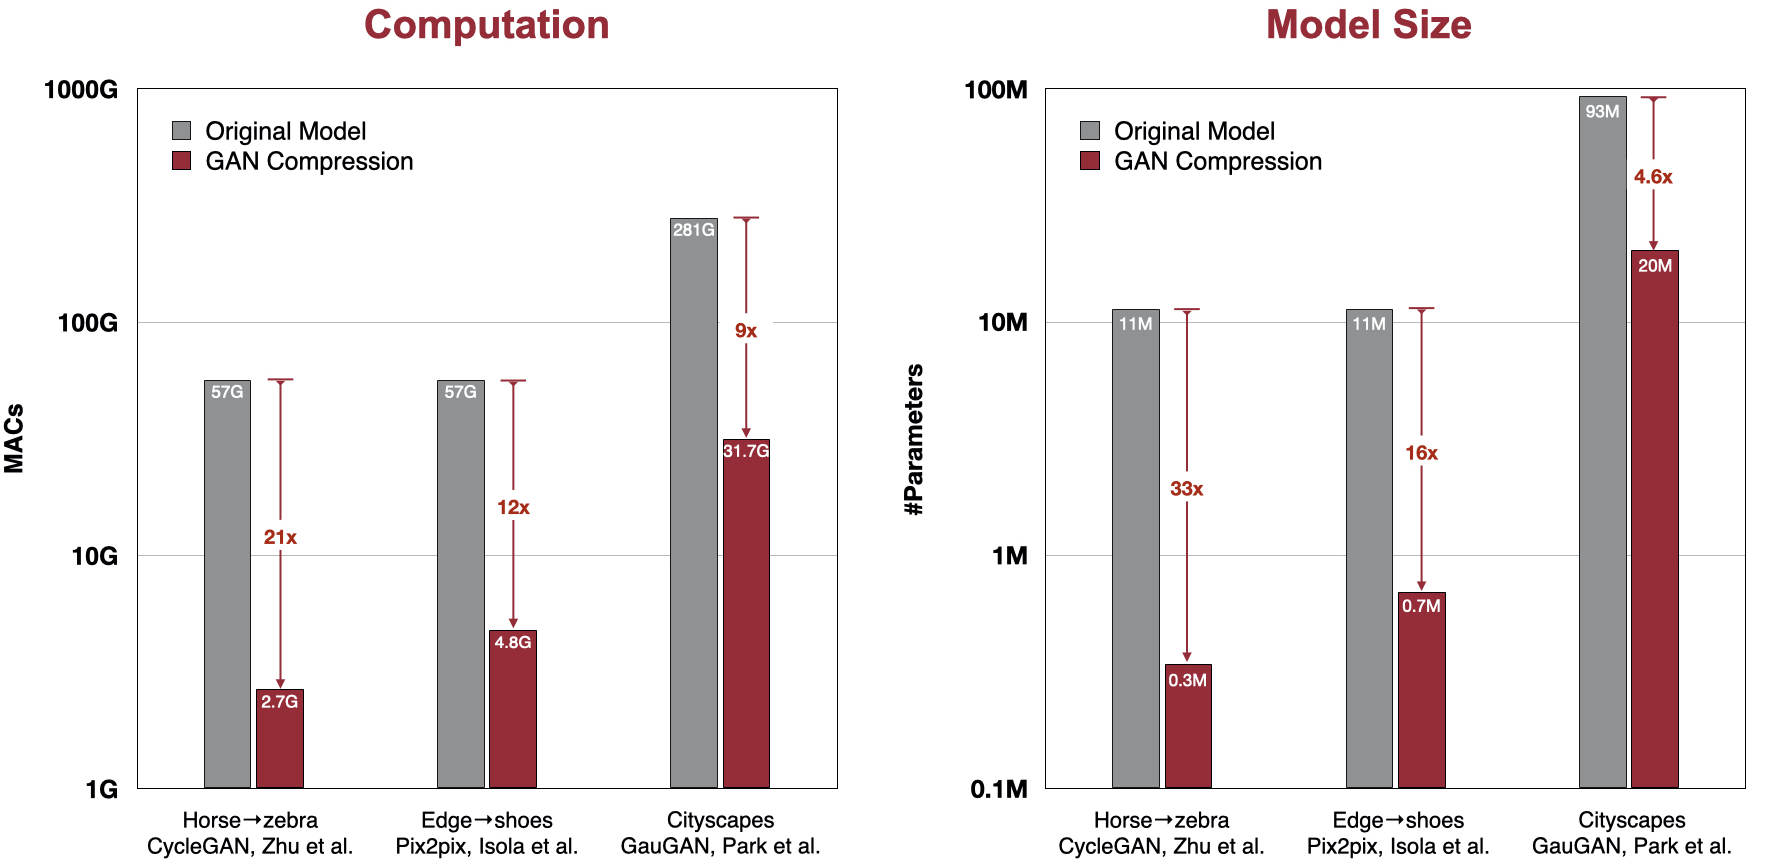 Computation
1000G
100G
10G
1G
MACs
Original Model
GAN Compression
57G
21x
2.7G
57G
12x
4.8G
281G
9x
31.7G
Horse→zebra
CycleGAN, Zhu et al.
Edge→shoes
Pix2pix, Isola et al.
Cityscapes
GauGAN, Park et al.
Model Size
100M
10M
1M
0.1M
#Parameters
Original Model
GAN Compression
11M
33x
0.3M
11M
16x
0.7M
93M
4.6x
20M
Horse→zebra
CycleGAN, Zhu et al.
Edge→shoes
Pix2pix, Isola et al.
Cityscapes
GauGAN, Park et al.